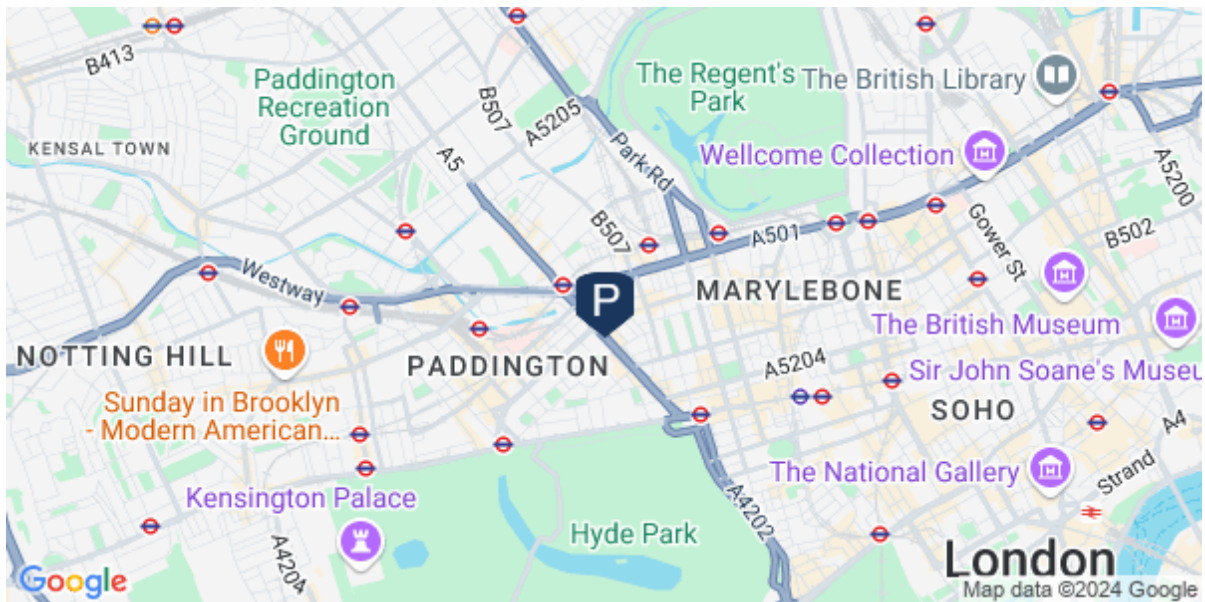 B413
Paddington
Recreation
Ground
B507
A5205
The Regent's
Park
The British Library
KENSAL TOWN
A5
Park Rd
Wellcome Collection
A5200
B507
A501
Gower St
B502
Westway
P
MARYLEBONE
The British Museum
NOTTING HILL
PADDINGTON
A5204
Sir John Soane's Museu
Sunday in Brooklyn
- Modern American...
SOHO
A4
The National Gallery
Strand
Kensington Palace
A4202
Hyde Park
A4204
London
Google
Map data ©2024 Google